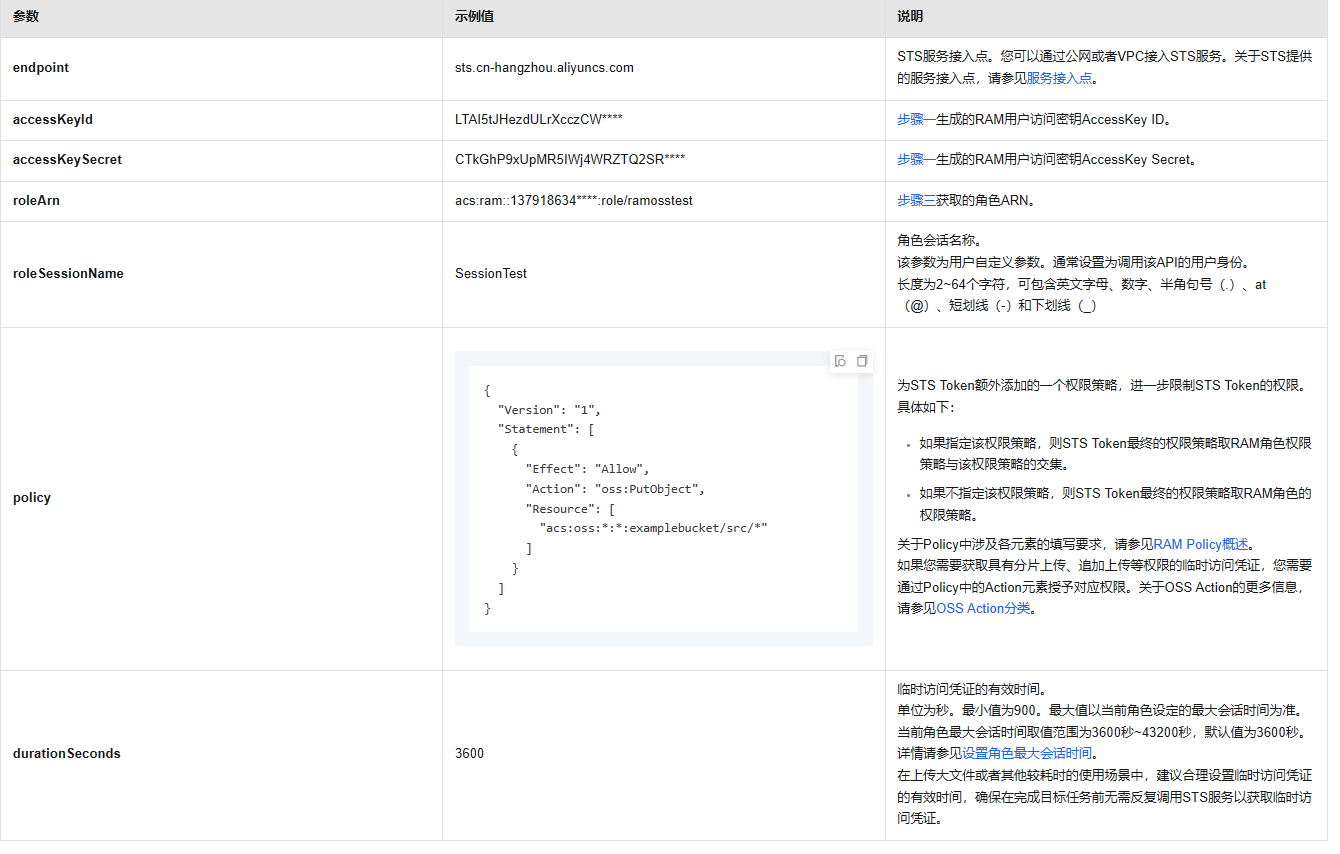 参数 示例值 说明
endpoint sts.cn-hangzhou.aliyuncs.com STS服务接入点。您可以通过公网或者VPC接入STS服务。关于STS提供
的服务接入点，请参见服务接入点。
accessKeyId LTAI5tJHezdULrXcczCW**** 步骤一生成的RAM用户访问密钥AccessKey ID。
accessKeySecret CTkGhP9xUpMR5IWj4WRZTQ2SR**** 步骤一生成的RAM用户访问密钥AccessKey Secret。
roleArn acs:ram::137918634****:role/ramosstest 步骤三获取的角色ARN。
roleSessionName SessionTest 角色会话名称。
该参数为用户自定义参数。通常设置为调用该API的用户身份。
长度为2~64个字符，可包含英文字母、数字、半角句号（.）、at
（@）、短划线（-）和下划线（_）
policy
{
  "Version": "1",
  "Statement": [
    {
      "Effect": "Allow",
      "Action": "oss:PutObject",
      "Resource": [
        "acs:oss:*:*:examplebucket/src/*"
      ]
    }
  ]
}
为STS Token额外添加的一个权限策略，进一步限制STS Token的权限。
具体如下：
• 如果指定该权限策略，则STS Token最终的权限策略取RAM角色权限
策略与该权限策略的交集。
• 如果不指定该权限策略，则STS Token最终的权限策略取RAM角色的
权限策略。
关于Policy中涉及各元素的填写要求，请参见RAM Policy概述。
如果您需要获取具有分片上传、追加上传等权限的临时访问凭证，您需要
通过Policy中的Action元素授予对应权限。关于OSS Action的更多信息，
请参见OSS Action分类。
durationSeconds 3600 临时访问凭证的有效时间。
单位为秒。最小值为900。最大值以当前角色设定的最大会话时间为准。
当前角色最大会话时间取值范围为3600秒~43200秒，默认值为3600秒。
详情请参见设置角色最大会话时间。
在上传大文件或者其他较耗时的使用场景中，建议合理设置临时访问凭证
的有效时间，确保在完成目标任务前无需反复调用STS服务以获取临时访
问凭证。